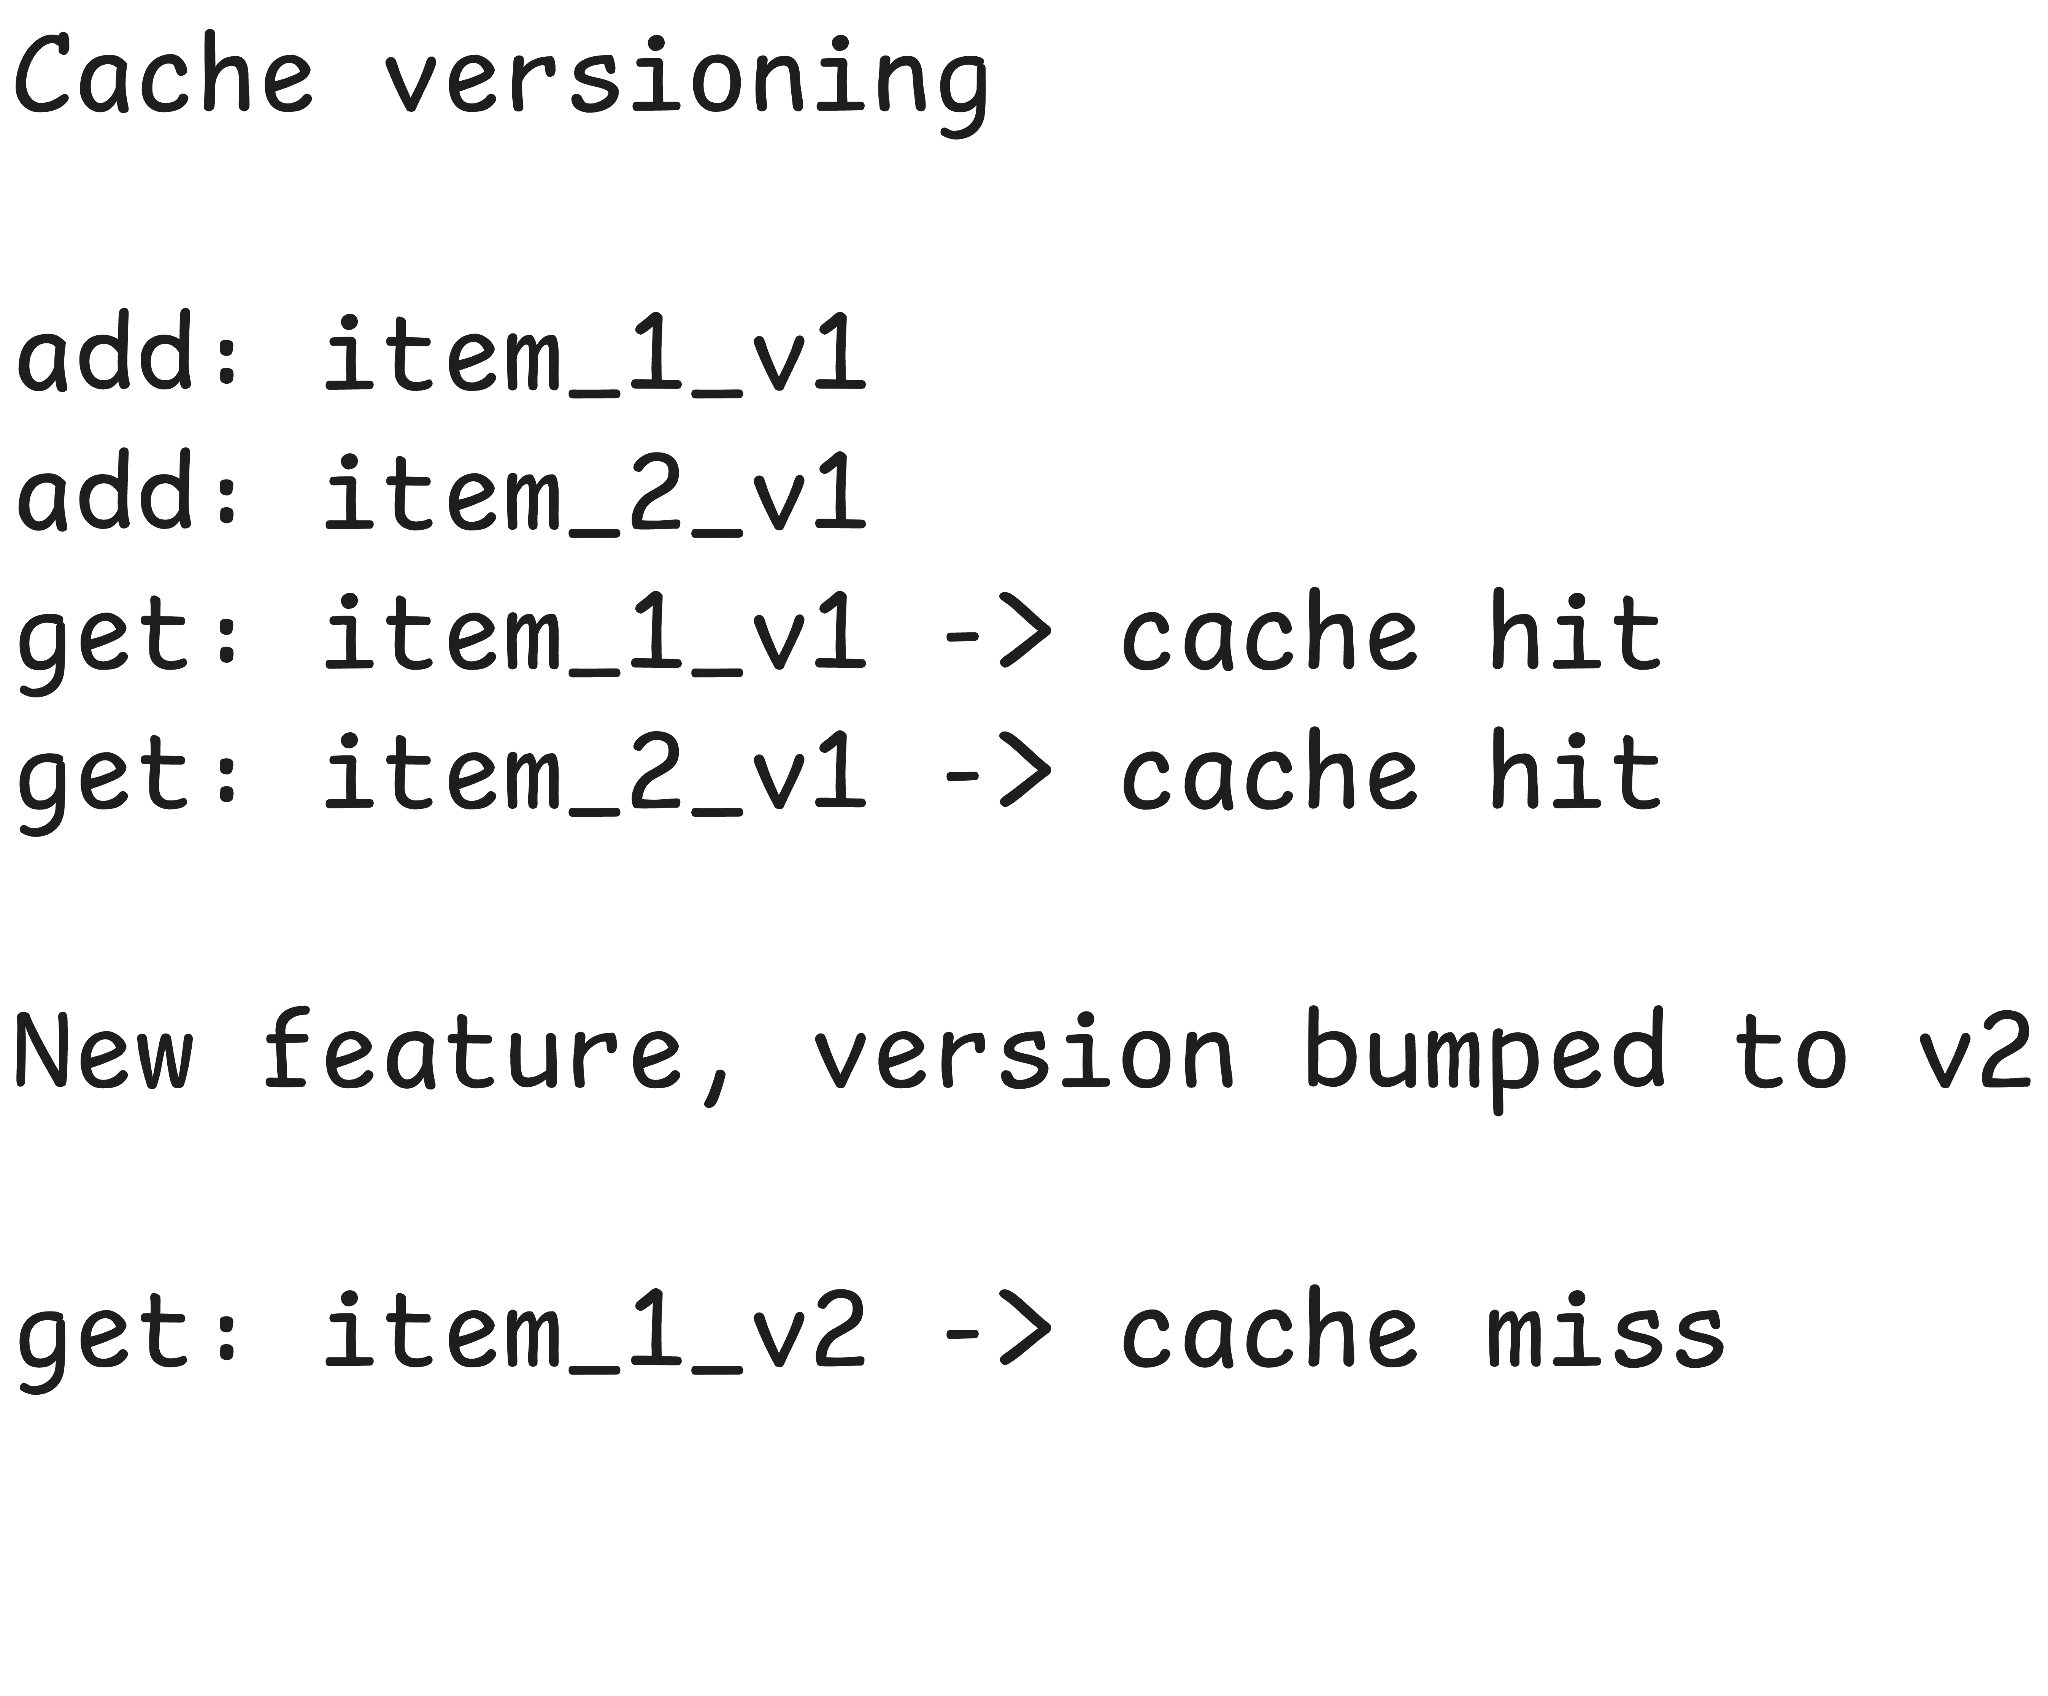 Cache versioning
add: item_1_v1
add: item_2_v1
get: item_1_v1 -> cache hit
get: item_2_v1 -> cache hit
New feature, version bumped to v2
get: item_1_v2 -> cache miss